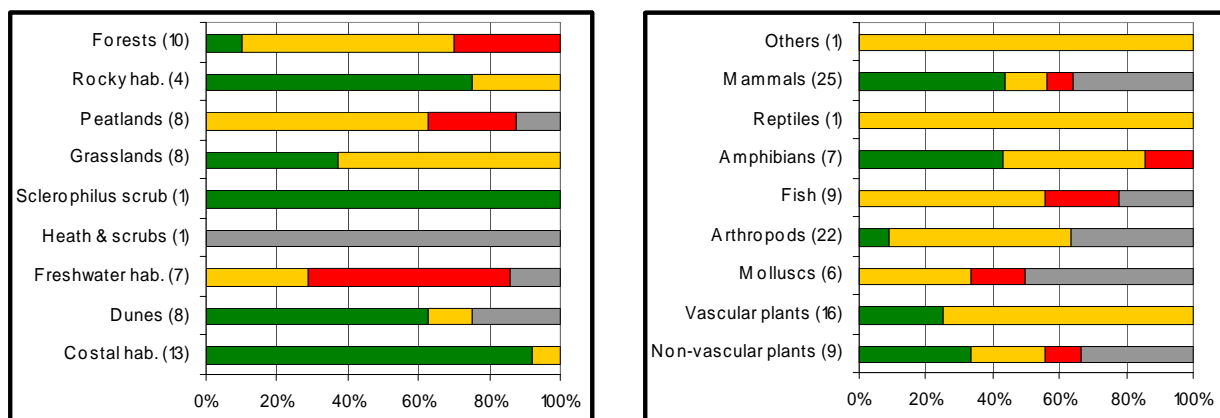 Forests (10)
Rocky hab. (4)
Peatlands (8)
Grasslands (8)
Sclerophilus scrub (1)
Heath & scrubs (1)
Freshwater hab. (7)
Dunes (8)
Costal hab. (13)
0% 20% 40% 60% 80% 100%
Others (1)
Mammals (25)
Reptiles (1)
Amphibians (7)
Fish (9)
Arthropods (22)
Molluscs (6)
Vascular plants (16)
Non-vascular plants (9)
0% 20% 40% 60% 80% 100%